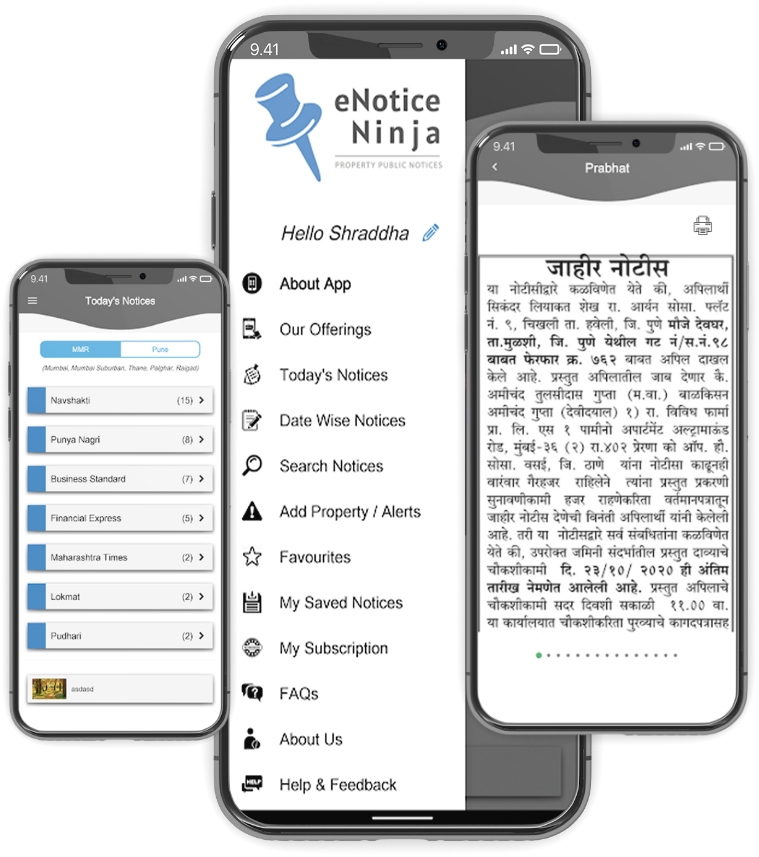 9.41
Today's Notices
MMR
Pune
(Mumbai, Mumbai Suburban, Thane, Palghar, Raigad)
Navshakti (15)
Punya Nagri (8)
Business Standard (7)
Financial Express (5)
Maharashtra Times (2)
Lokmat (2)
Pudhari (2)
asdasd
9.41
eNotice
Ninja
PROPERTY PUBLIC NOTICES
Hello Shraddha
About App
Our Offerings
Today's Notices
Date Wise Notices
Search Notices
Add Property / Alerts
Favourites
My Saved Notices
My Subscription
FAQs
About Us
HELP
Help & Feedback
9.41
Prabhat
जाहीर नोटीस
या नोटीसीद्वारे कळविणेत येते की, अपिलार्थी
सिकंदर लियाकत शेख रा. आर्यन सोसा. फ्लॅट
नं. ९, चिखली ता. हवेली, जि. पुणे मौजे देवघर,
ता.मुळशी, जि. पुणे येथील गट नं/स.नं.९८
बाबत फेरफार क्र. ७६२ बाबत अपिल दाखल
केले आहे. प्रस्तुत अपिलातील जाब देणार कै.
अमीचंद तुलसीदास गुप्ता (म.वा.) बाळकिसन
अमीचंद गुप्ता (देवीदयाल) १) रा. विविध फार्मा
प्रा. लि. एस १ पामीनो अपार्टमेंट अल्ट्रामाऊंड
रोड, मुंबई-३६ (२) रा.४०२ प्रेरणा को ऑप. हौ.
सोसा. वसई, जि. ठाणे यांना नोटीसा काढूनही
वारंवार गैरहजर राहिलेने त्यांना प्रस्तुत प्रकरणी
सुनावणीकामी हजर राहणेकरिता वर्तमानपत्रातून
जाहीर नोटीस देणेची विनंती अपिलार्थी यांनी केलेली
आहे. तरी या नोटीसद्वारे सर्व संबधितांना कळविणेत
येते की, उपरोक्त जमिनी संदर्भातील प्रस्तुत दाव्याचे
चौकशीकामी दि. २३/१०/ २०२० ही अंतिम
तारीख नेमणेत आलेली आहे. प्रस्तुत अपिलाचे
चौकशीकामी सदर दिवशी सकाळी ११.०० वा.
या कार्यालयात चौकशीकरिता पुरव्याचे कागदपत्रासह